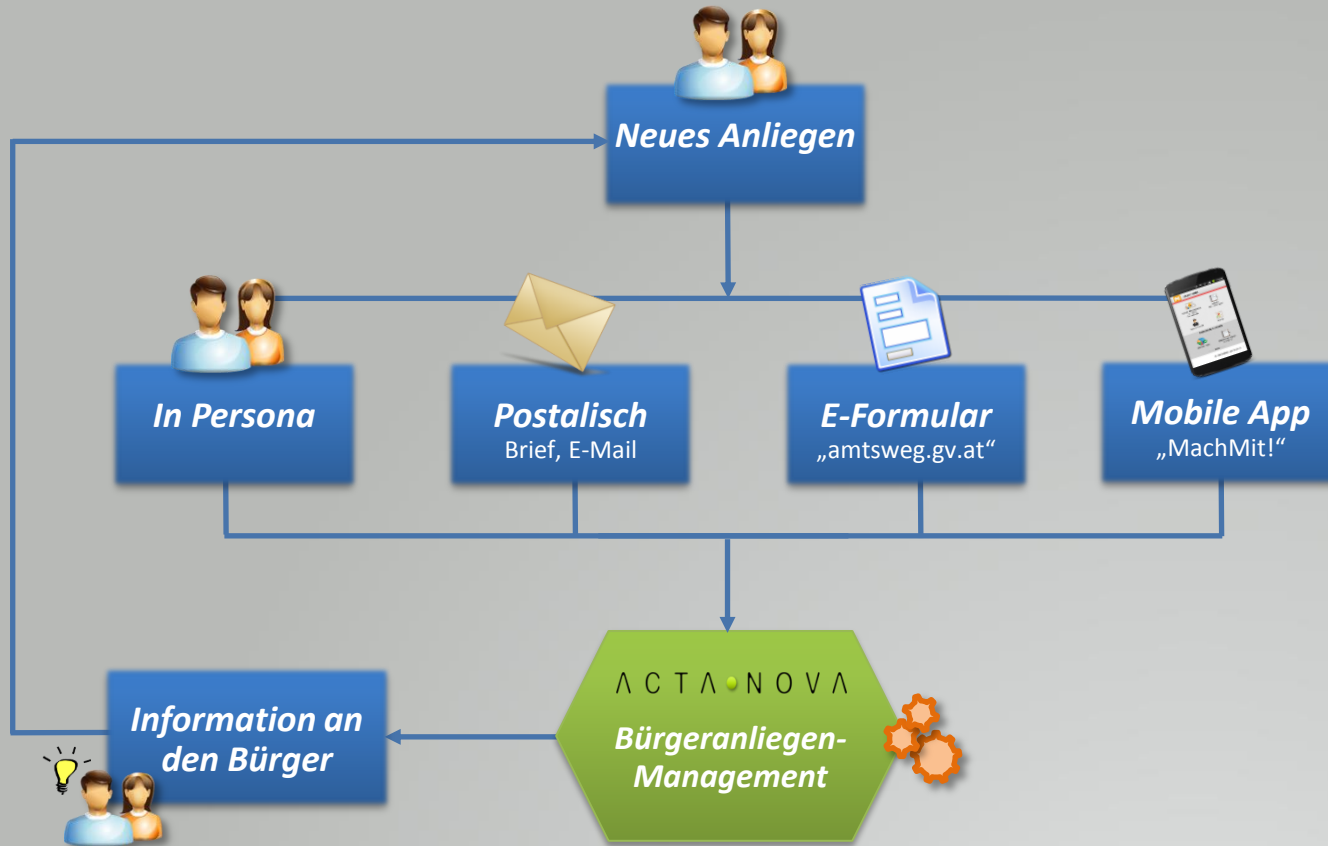 Neues Anliegen
In Persona
Postalisch
Brief, E-Mail
E-Formular
„amtsweg.gv.at“
Mobile App
„MachMit!“
ACTA NOVA
Bürgeranliegen-
Management
Information an
den Bürger